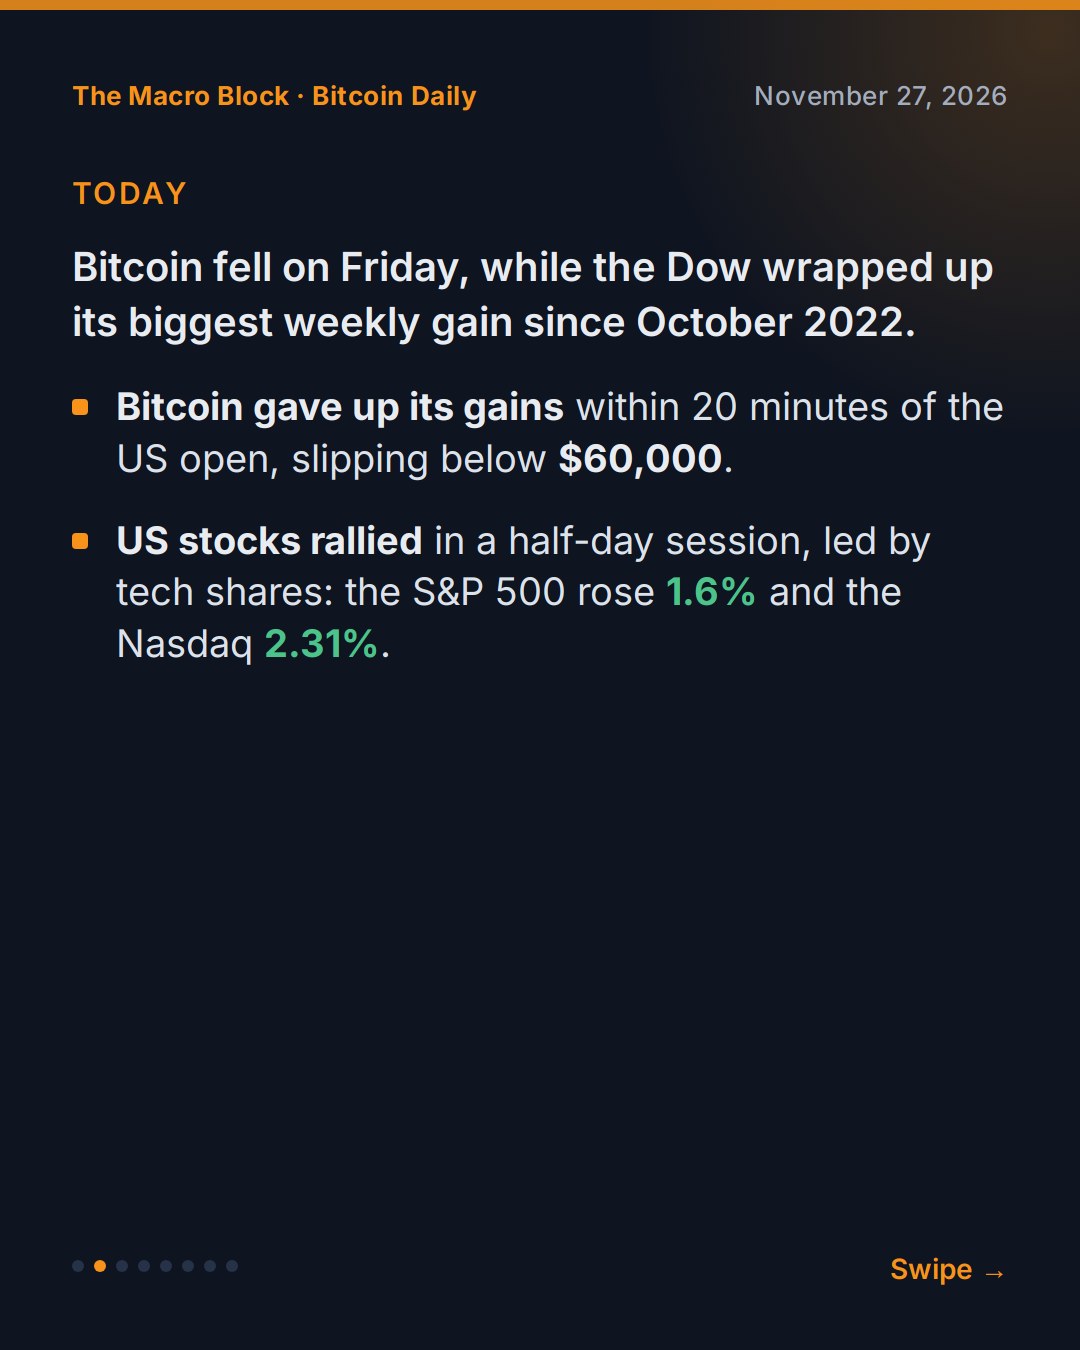 The Macro Block · Bitcoin Daily
November 27, 2026
TODAY
Bitcoin fell on Friday, while the Dow wrapped up
its biggest weekly gain since October 2022.
Bitcoin gave up its gains within 20 minutes of the
US open, slipping below $60,000.
US stocks rallied in a half-day session, led by
tech shares: the S&P 500 rose 1.6% and the
Nasdaq 2.31%.
Swipe →